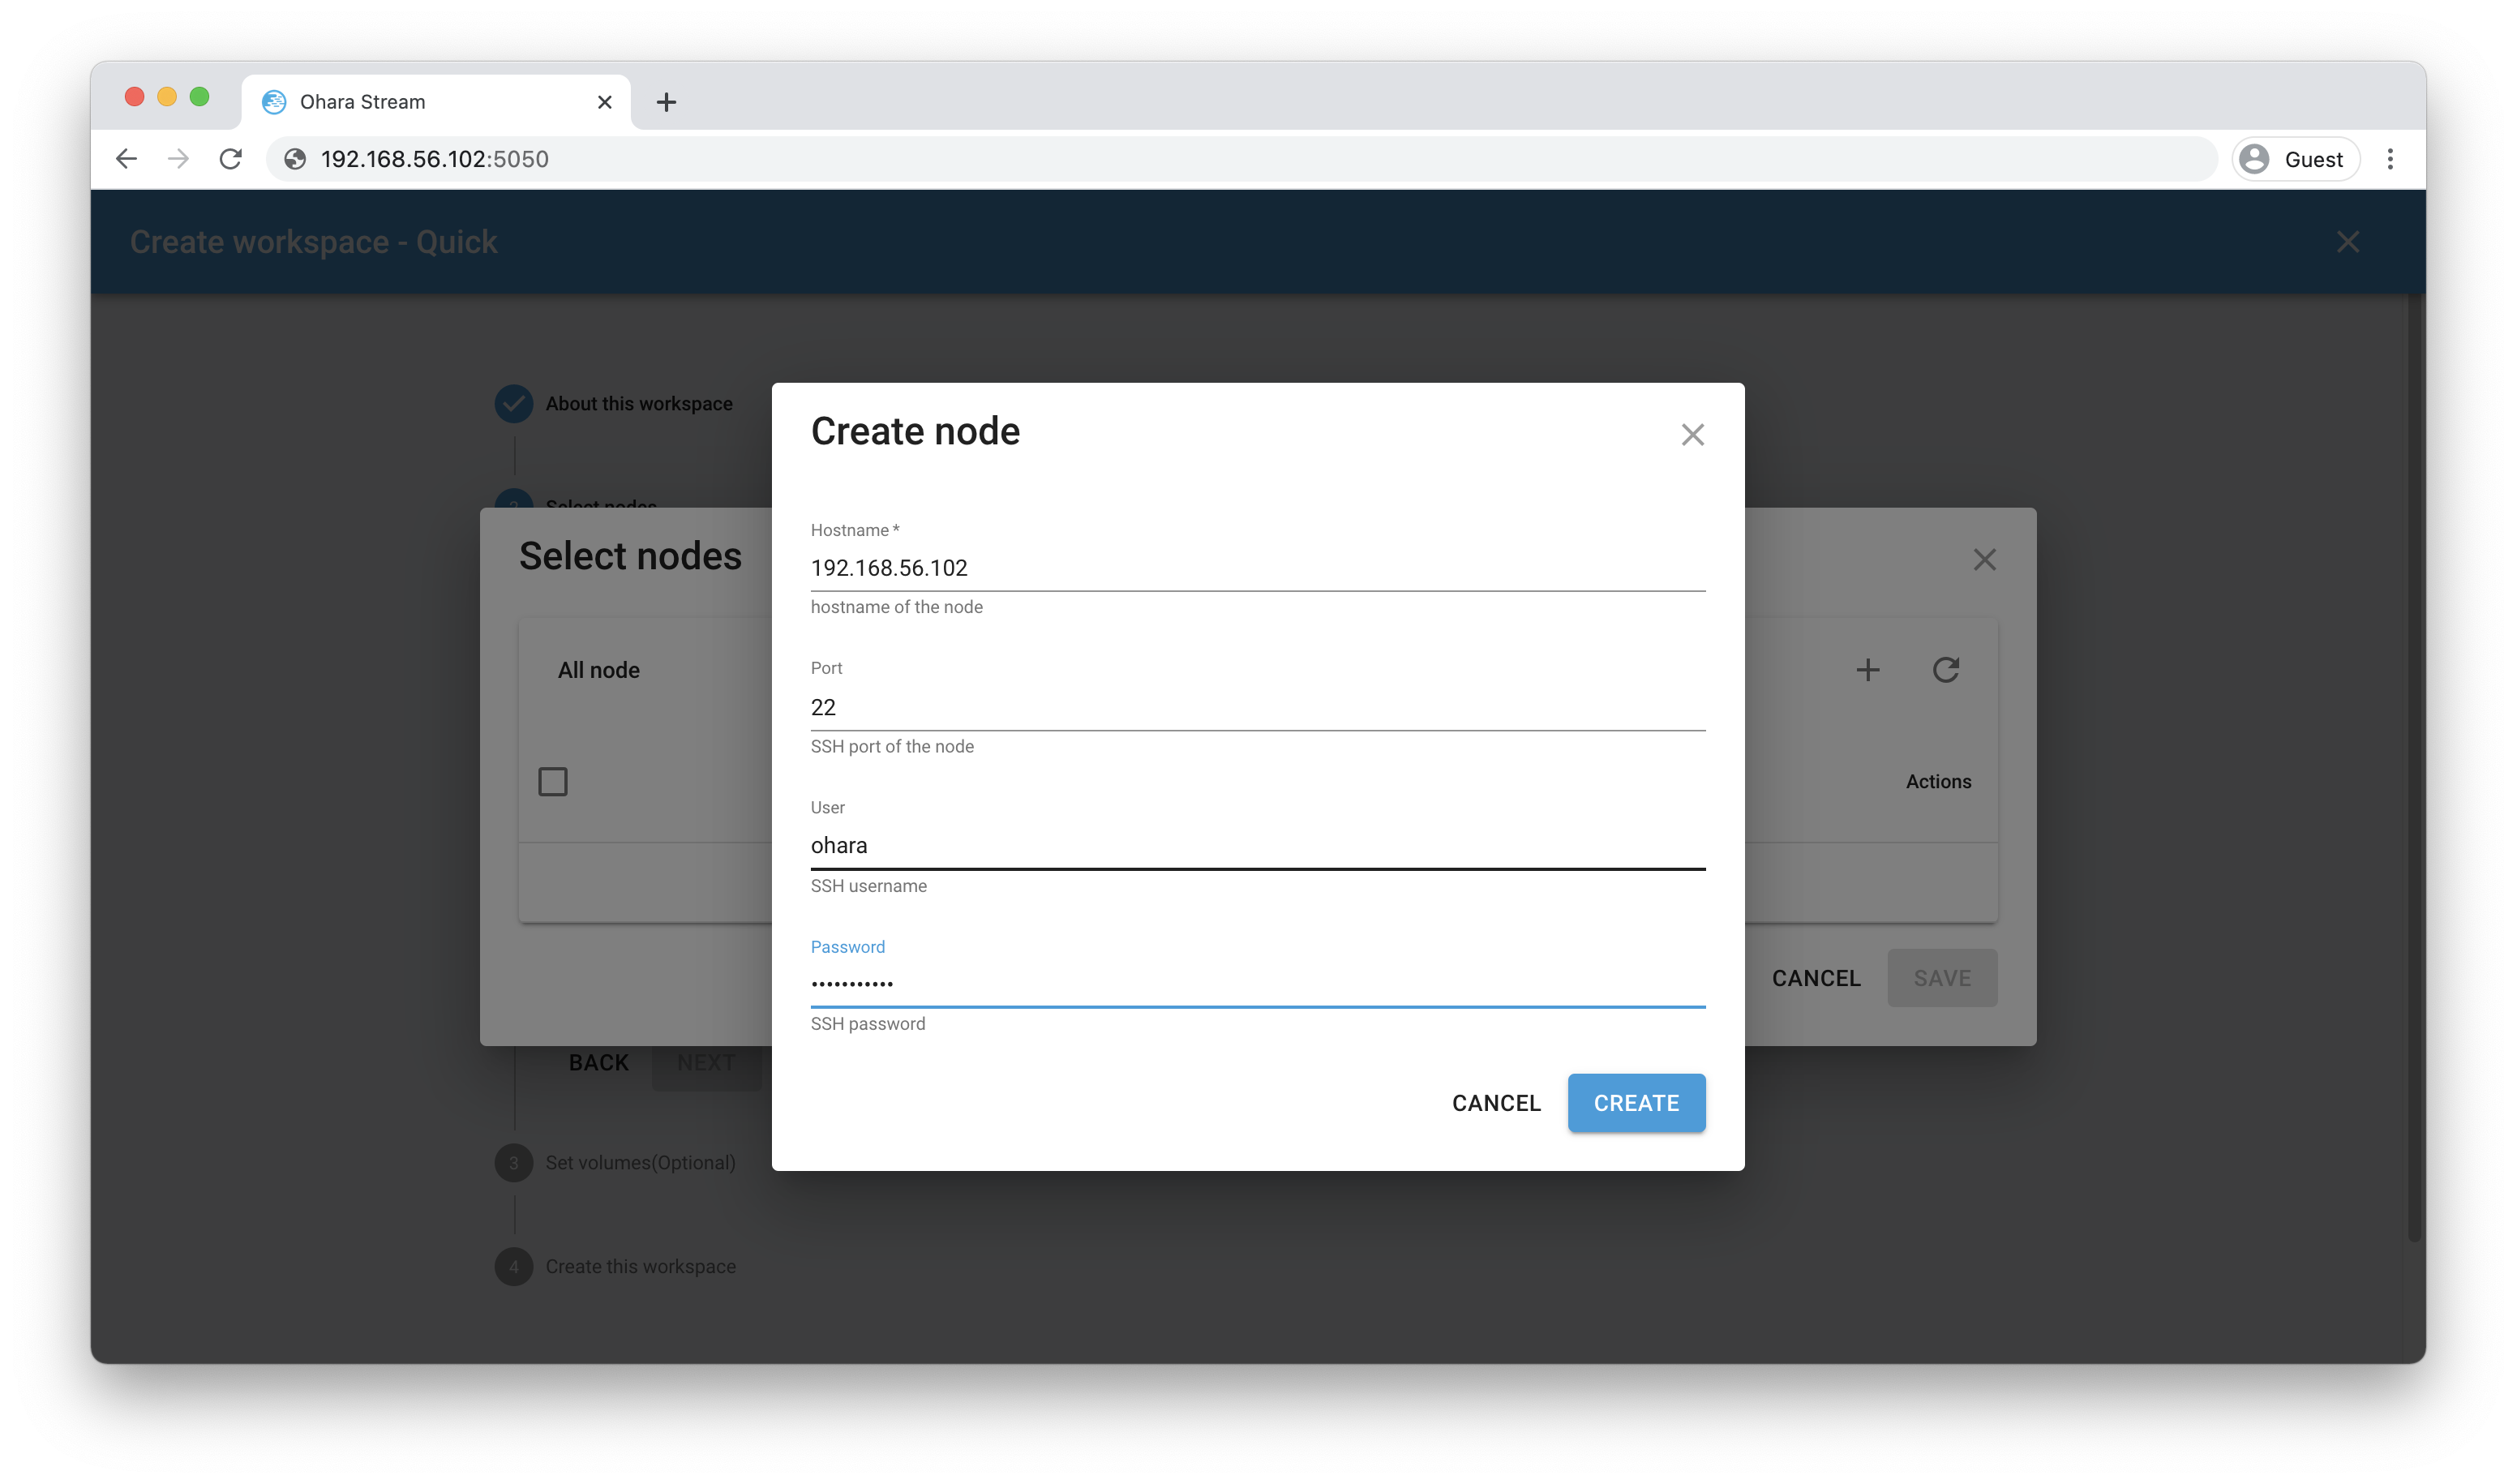 Ohara Stream
192.168.56.102:5050
Guest
Create workspace - Quick
About this workspace
2 Select nodes
Select nodes
All node
Actions
CANCEL
SAVE
BACK
NEXT
3 Set volumes(Optional)
4 Create this workspace
Create node
Hostname *
192.168.56.102
hostname of the node
Port
22
SSH port of the node
User
ohara
SSH username
Password
•••••••••••
SSH password
CANCEL
CREATE